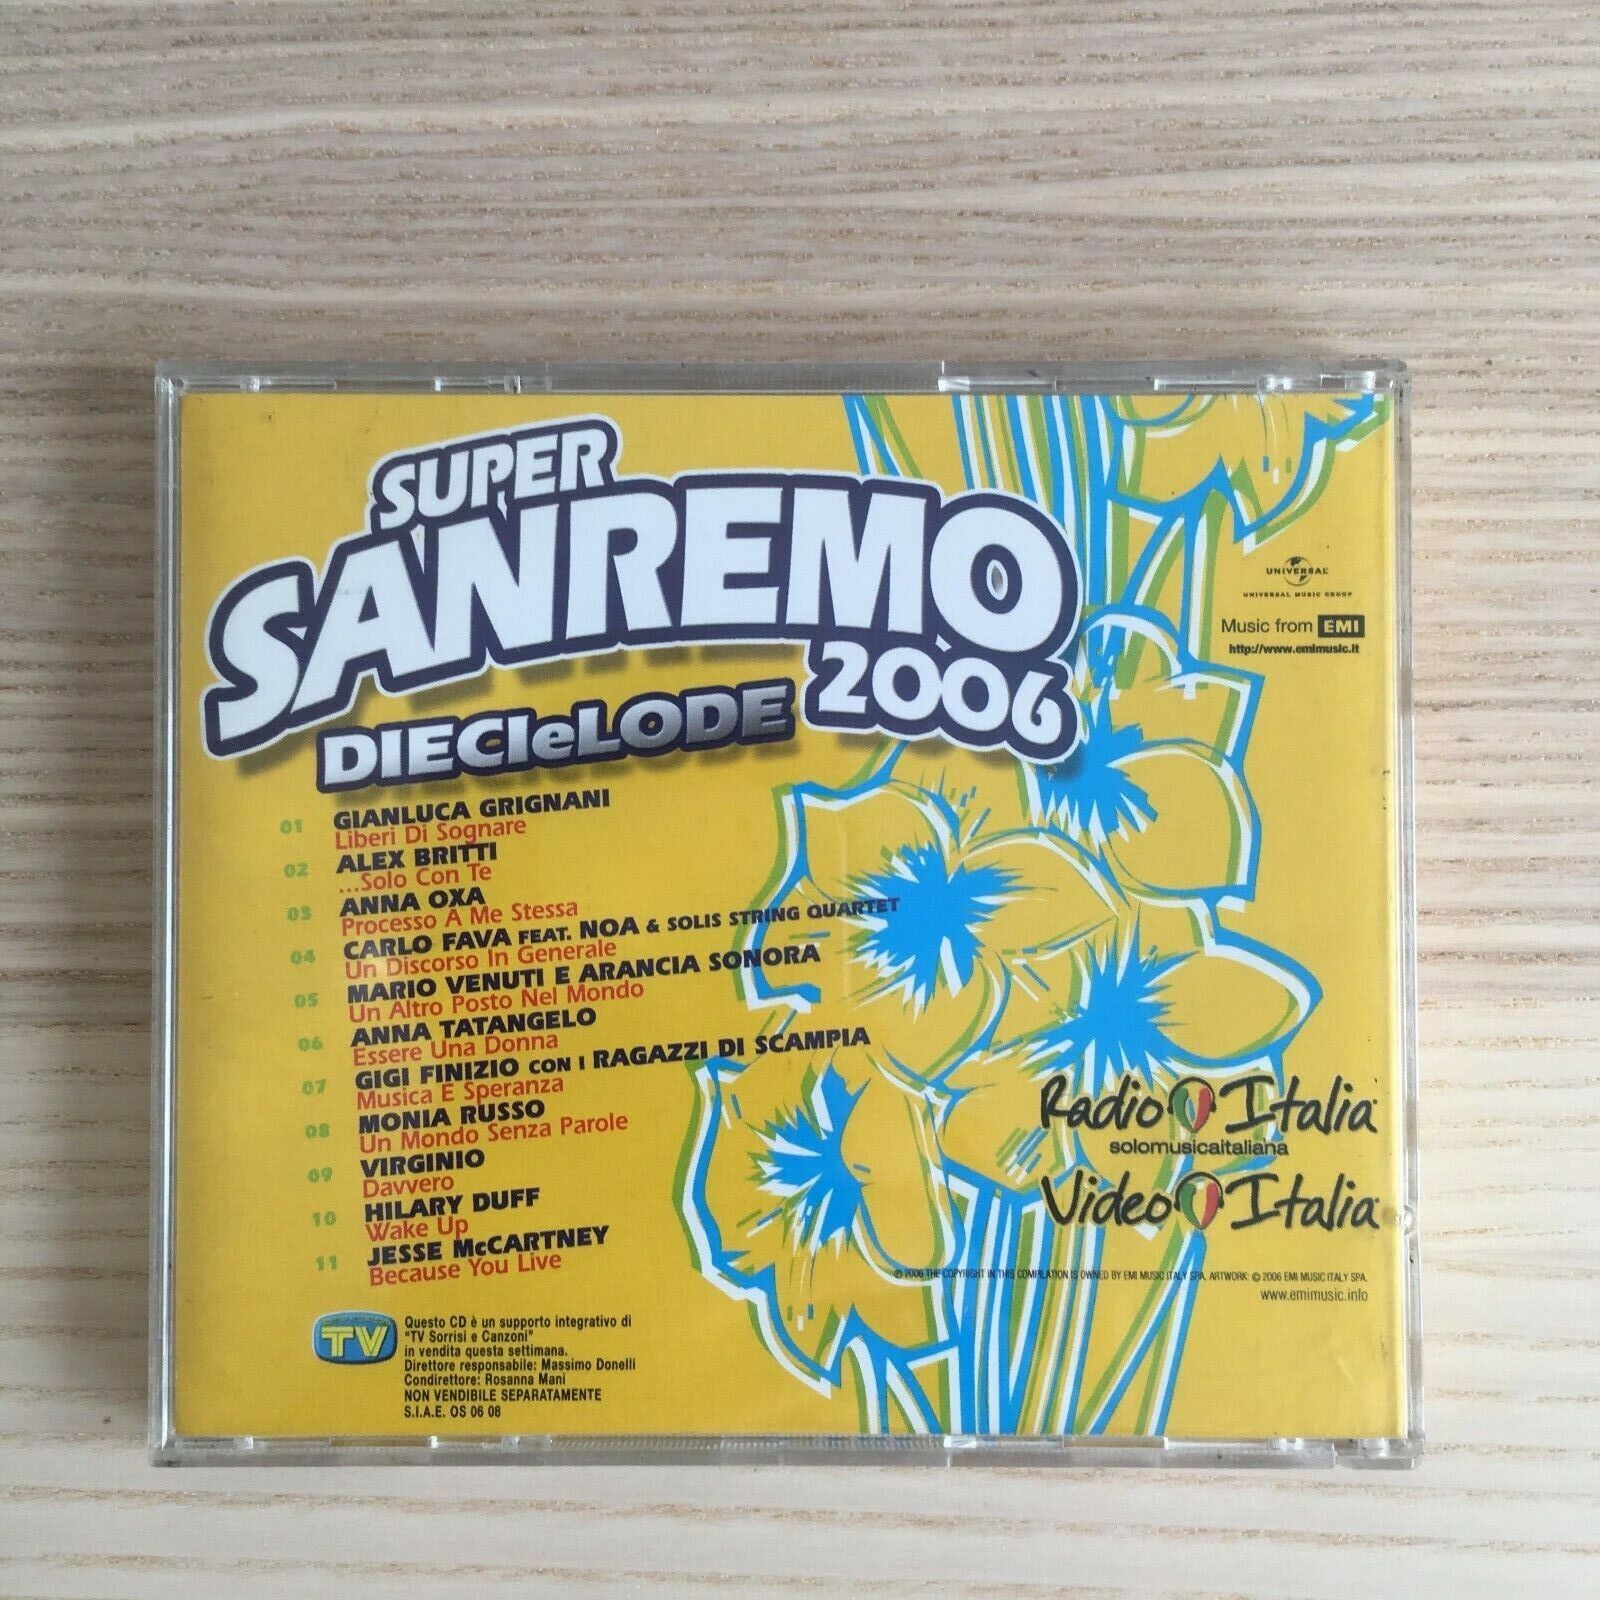 SUPER
SANREMO
2006
DIECIeLODE
UNIVERSAL
UNIVERSAL MUSIC GROUP
Music from EMI
http://www.emimusic.it
01 GIANLUCA GRIGNANI
Liberi Di Sognare
02 ALEX BRITTI
...Solo Con Te
03 ANNA OXA
Processo A Me Stessa
04 CARLO FAVA FEAT. NOA & SOLIS STRING QUARTET
Un Discorso In Generale
05 MARIO VENUTI E ARANCIA SONORA
Un Altro Posto Nel Mondo
06 ANNA TATANGELO
Essere Una Donna
07 GIGI FINIZIO CON I RAGAZZI DI SCAMPIA
Musica E Speranza
08 MONIA RUSSO
Un Mondo Senza Parole
09 VIRGINIO
Davvero
10 HILARY DUFF
Wake Up
11 JESSE McCARTNEY
Because You Live
Radio Italia
solomusicaitaliana
Video Italia
℗ 2006 THE COPYRIGHT IN THIS COMPILATION IS OWNED BY EMI MUSIC ITALY SPA. ARTWORK: © 2006 EMI MUSIC ITALY SPA.
www.emimusic.info
TV
Questo CD è un supporto integrativo di
"TV Sorrisi e Canzoni"
in vendita questa settimana.
Direttore responsabile: Massimo Donelli
Condirettore: Rosanna Mani
NON VENDIBILE SEPARATAMENTE
S.I.A.E. OS 06 08